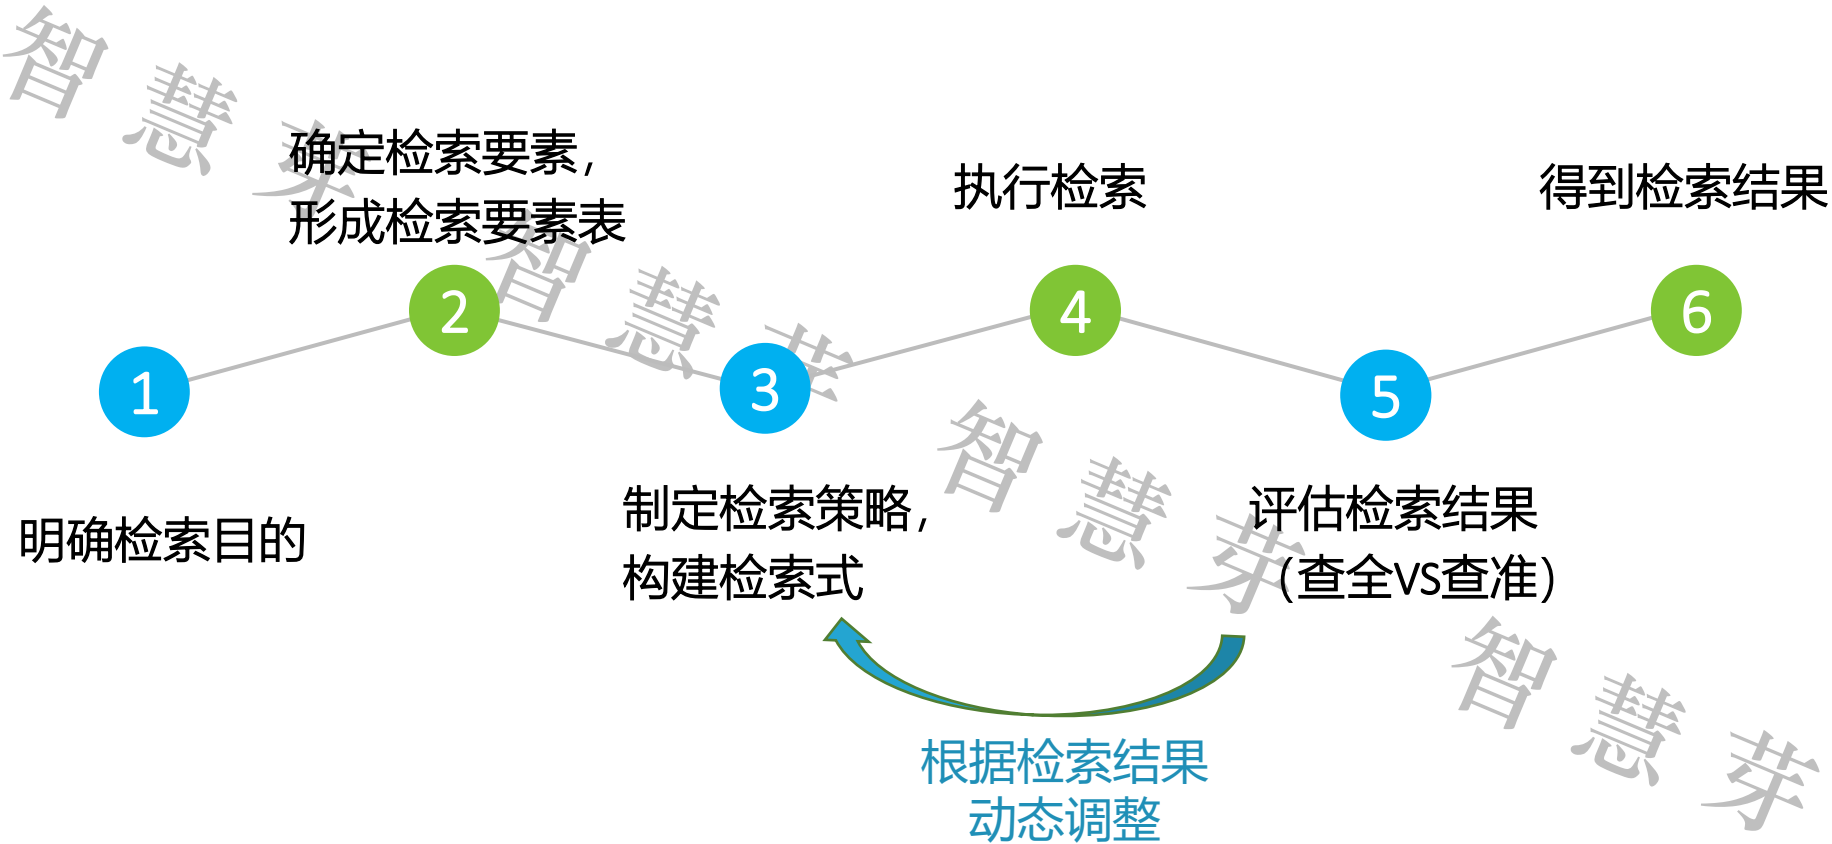 智慧芽
确定检索要素，
形成检索要素表
执行检索
得到检索结果
智慧芽
2
4
6
1
3
5
智慧芽
明确检索目的
制定检索策略，
构建检索式
评估检索结果
（查全VS查准）
智慧芽
根据检索结果
动态调整